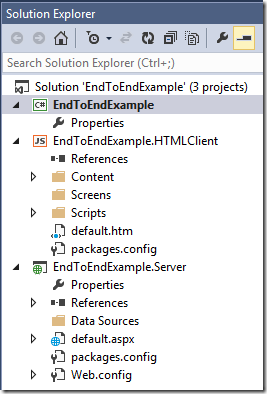 Solution Explorer
Search Solution Explorer (Ctrl+;)
Solution 'EndToEndExample' (3 projects)
C# EndToEndExample
Properties
JS EndToEndExample.HTMLClient
References
Content
Screens
Scripts
default.htm
packages.config
EndToEndExample.Server
Properties
References
Data Sources
default.aspx
packages.config
Web.config